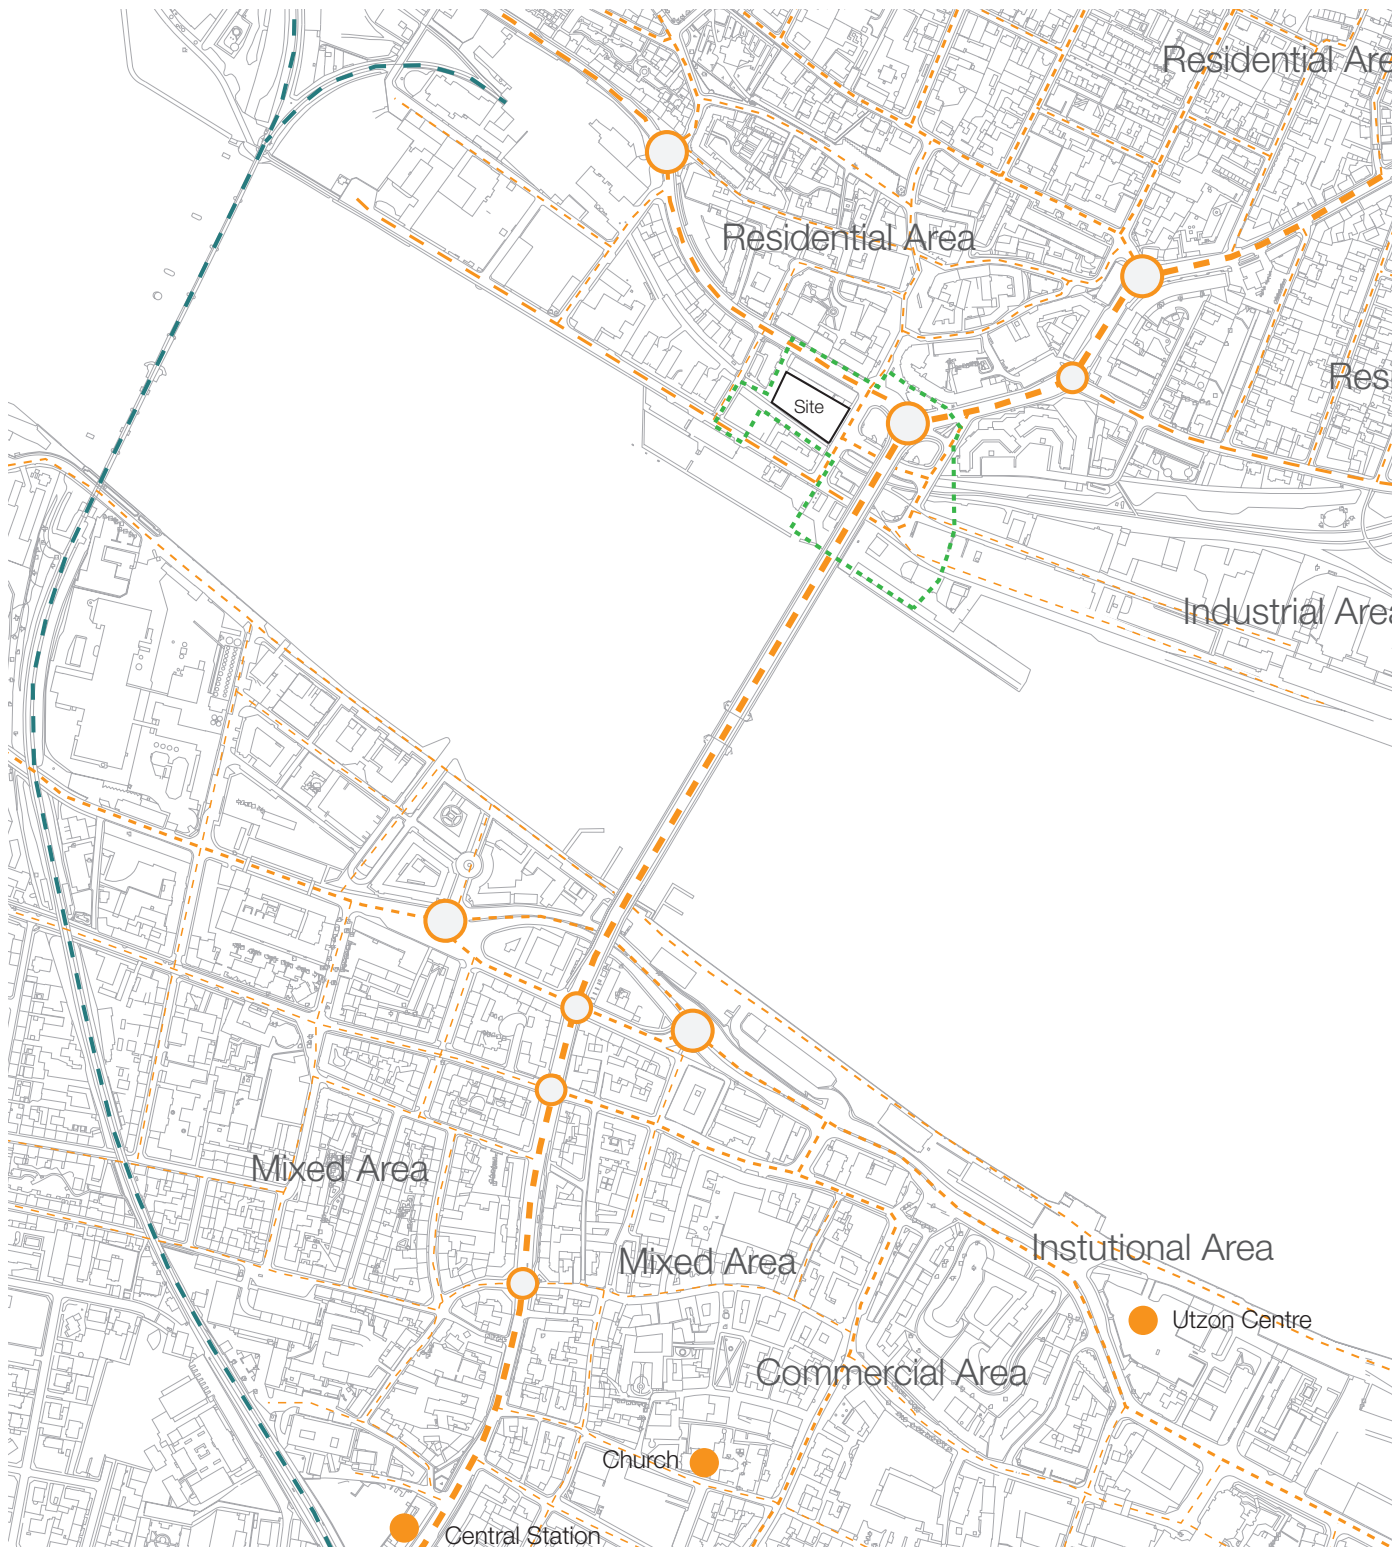 Residential Are
Residential Area
Res
Site
Industrial Area
Mixed Area
Instutional Area
Mixed Area
Utzon Centre
Commercial Area
Church
Central Station